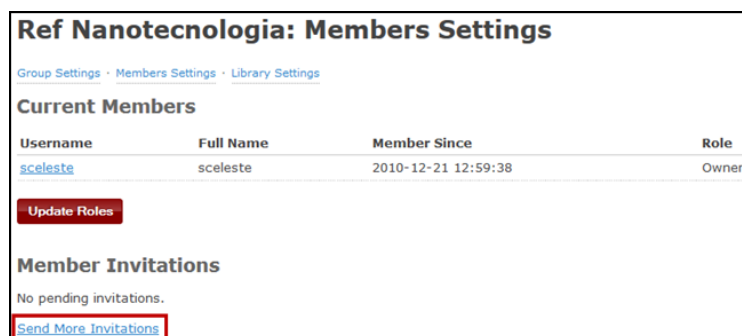 Ref Nanotecnologia: Members Settings
Group Settings · Members Settings · Library Settings
Current Members
Username Full Name Member Since Role
sceleste sceleste 2010-12-21 12:59:38 Owner
Update Roles
Member Invitations
No pending invitations.
Send More Invitations